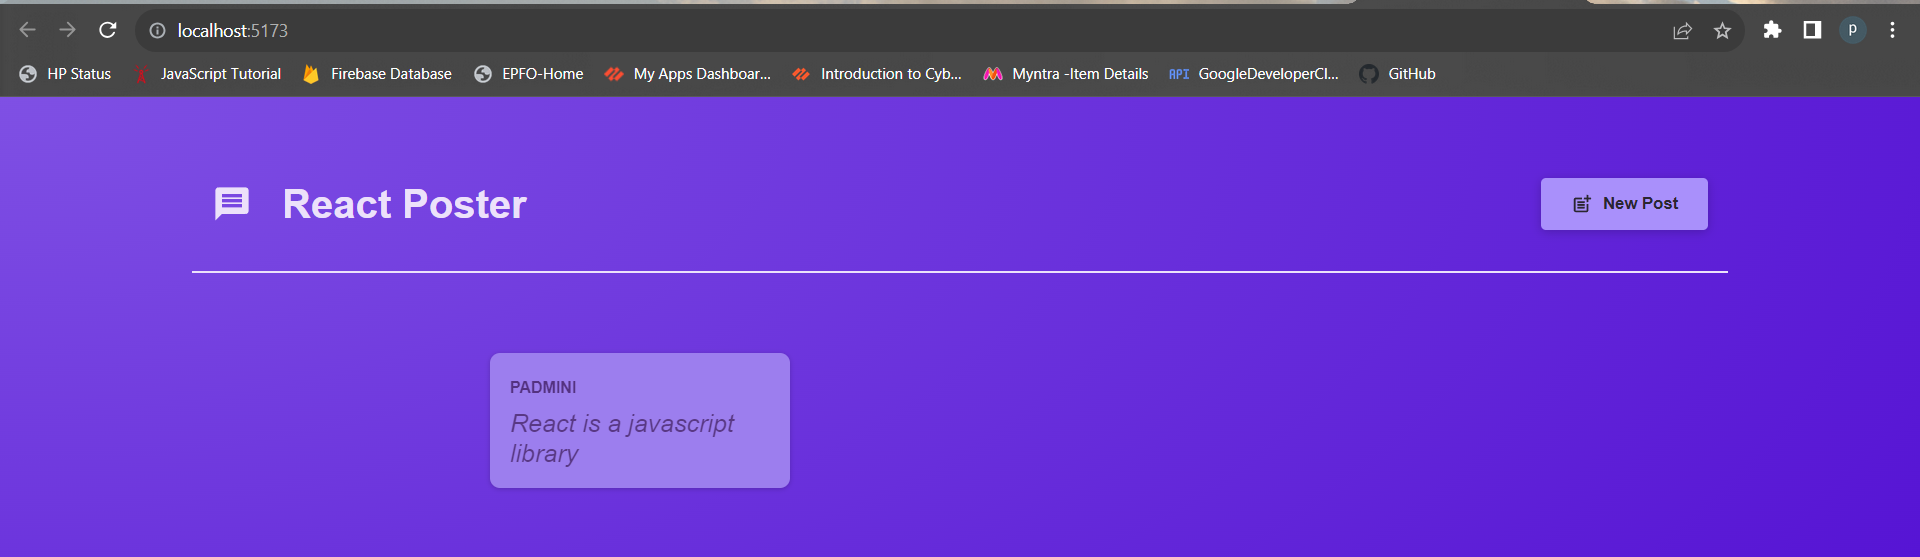 localhost:5173
p
HP Status
JavaScript Tutorial
Firebase Database
EPFO-Home
My Apps Dashboar...
Introduction to Cyb...
Myntra -Item Details
API
GoogleDeveloperCl...
GitHub
React Poster
New Post
PADMINI
React is a javascript
library